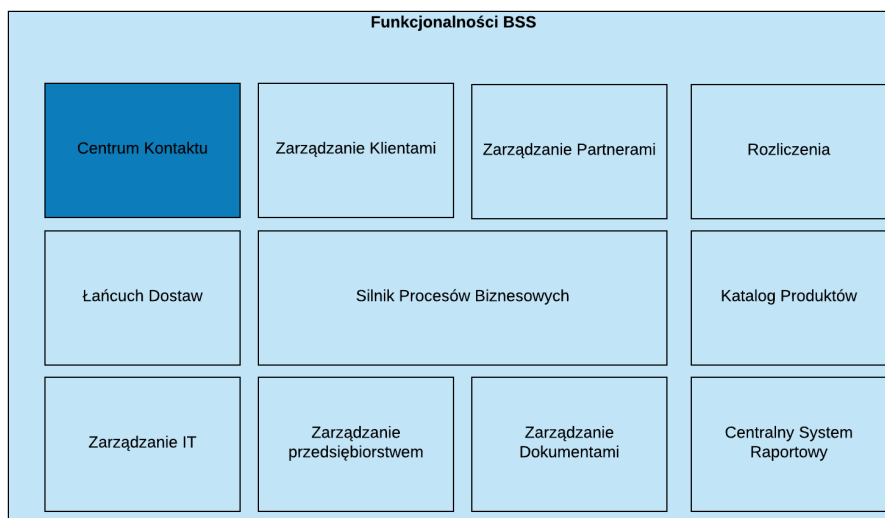 Funkcjonalności BSS
Centrum Kontaktu
Zarządzanie Klientami
Zarządzanie Partnerami
Rozliczenia
Łańcuch Dostaw
Silnik Procesów Biznesowych
Katalog Produktów
Zarządzanie IT
Zarządzanie
przedsiębiorstwem
Zarządzanie
Dokumentami
Centralny System
Raportowy